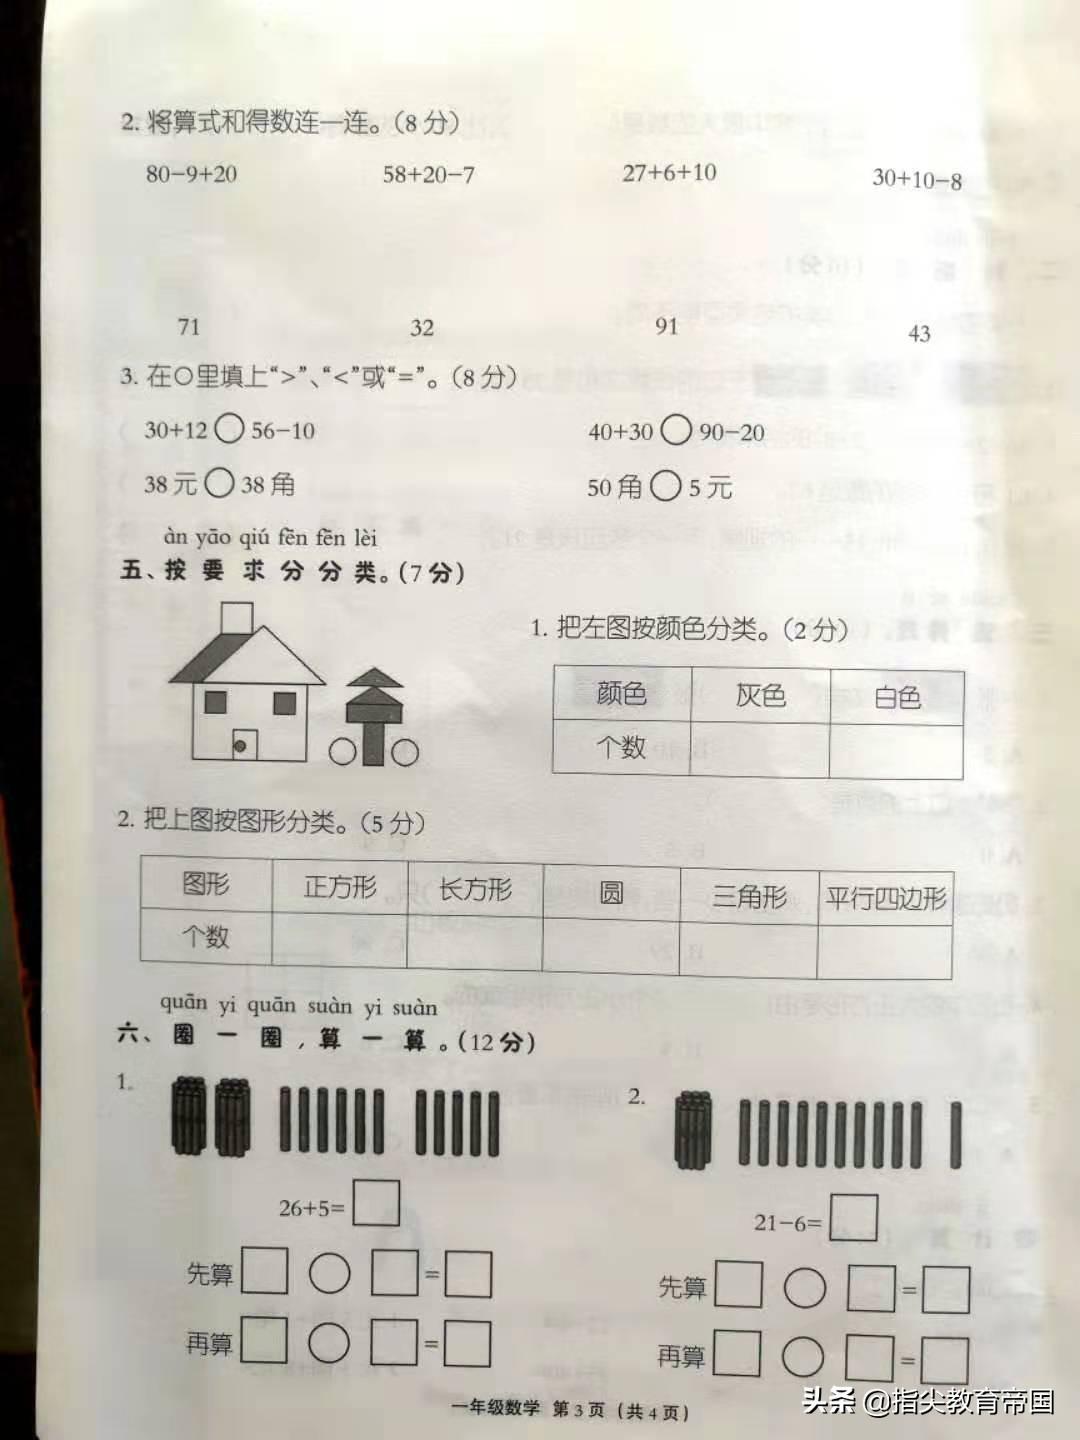 2. 将算式和得数连一连。(8 分)
80−9+20 58+20−7 27+6+10 30+10−8
71 32 91 43
3. 在○里填上“>”、“<”或“=”。(8 分)
30+12○56−10 40+30○90−20
38 元○38 角 50 角○5 元
àn yāo qiú fēn fēn lèi
五、按要求分分类。(7 分)
1. 把左图按颜色分类。(2 分)
颜色 灰色 白色
个数
2. 把上图按图形分类。(5 分)
图形 正方形 长方形 圆 三角形 平行四边形
个数
quān yi quān suàn yi suàn
六、圈一圈,算一算。(12 分)
1. 2.
26+5=□ 21−6=□
先算□○□=□ 先算□○□=□
再算□○□=□ 再算□○□=□
一年级数学 第 3 页 (共 4 页)
头条 @指尖教育帝国